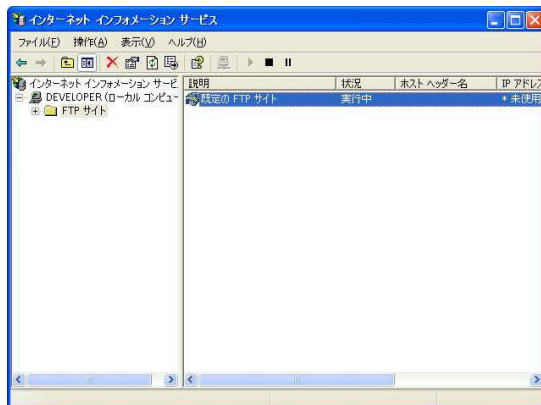 インターネット インフォメーション サービス
ファイル(F) 操作(A) 表示(V) ヘルプ(H)
インターネット インフォメーション サービ
DEVELOPER (ローカル コンピュー
FTP サイト
説明 状況 ホスト ヘッダー名 IP アドレス
既定の FTP サイト 実行中 * 未使用